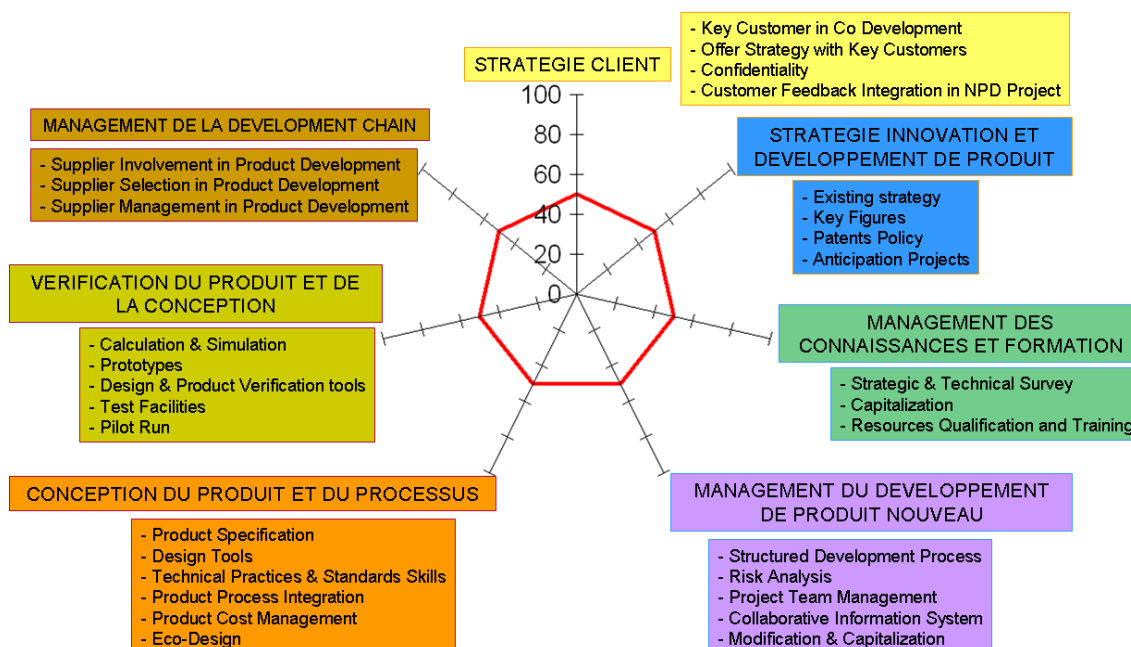 STRATEGIE CLIENT
- Key Customer in Co Development
- Offer Strategy with Key Customers
- Confidentiality
- Customer Feedback Integration in NPD Project
100
80
60
40
20
0
STRATEGIE INNOVATION ET
DEVELOPPEMENT DE PRODUIT
- Existing strategy
- Key Figures
- Patents Policy
- Anticipation Projects
MANAGEMENT DES
CONNAISSANCES ET FORMATION
- Strategic & Technical Survey
- Capitalization
- Resources Qualification and Training
MANAGEMENT DU DEVELOPPEMENT
DE PRODUIT NOUVEAU
- Structured Development Process
- Risk Analysis
- Project Team Management
- Collaborative Information System
- Modification & Capitalization
CONCEPTION DU PRODUIT ET DU PROCESSUS
- Product Specification
- Design Tools
- Technical Practices & Standards Skills
- Product Process Integration
- Product Cost Management
- Eco-Design
VERIFICATION DU PRODUIT ET DE
LA CONCEPTION
- Calculation & Simulation
- Prototypes
- Design & Product Verification tools
- Test Facilities
- Pilot Run
MANAGEMENT DE LA DEVELOPMENT CHAIN
- Supplier Involvement in Product Development
- Supplier Selection in Product Development
- Supplier Management in Product Development